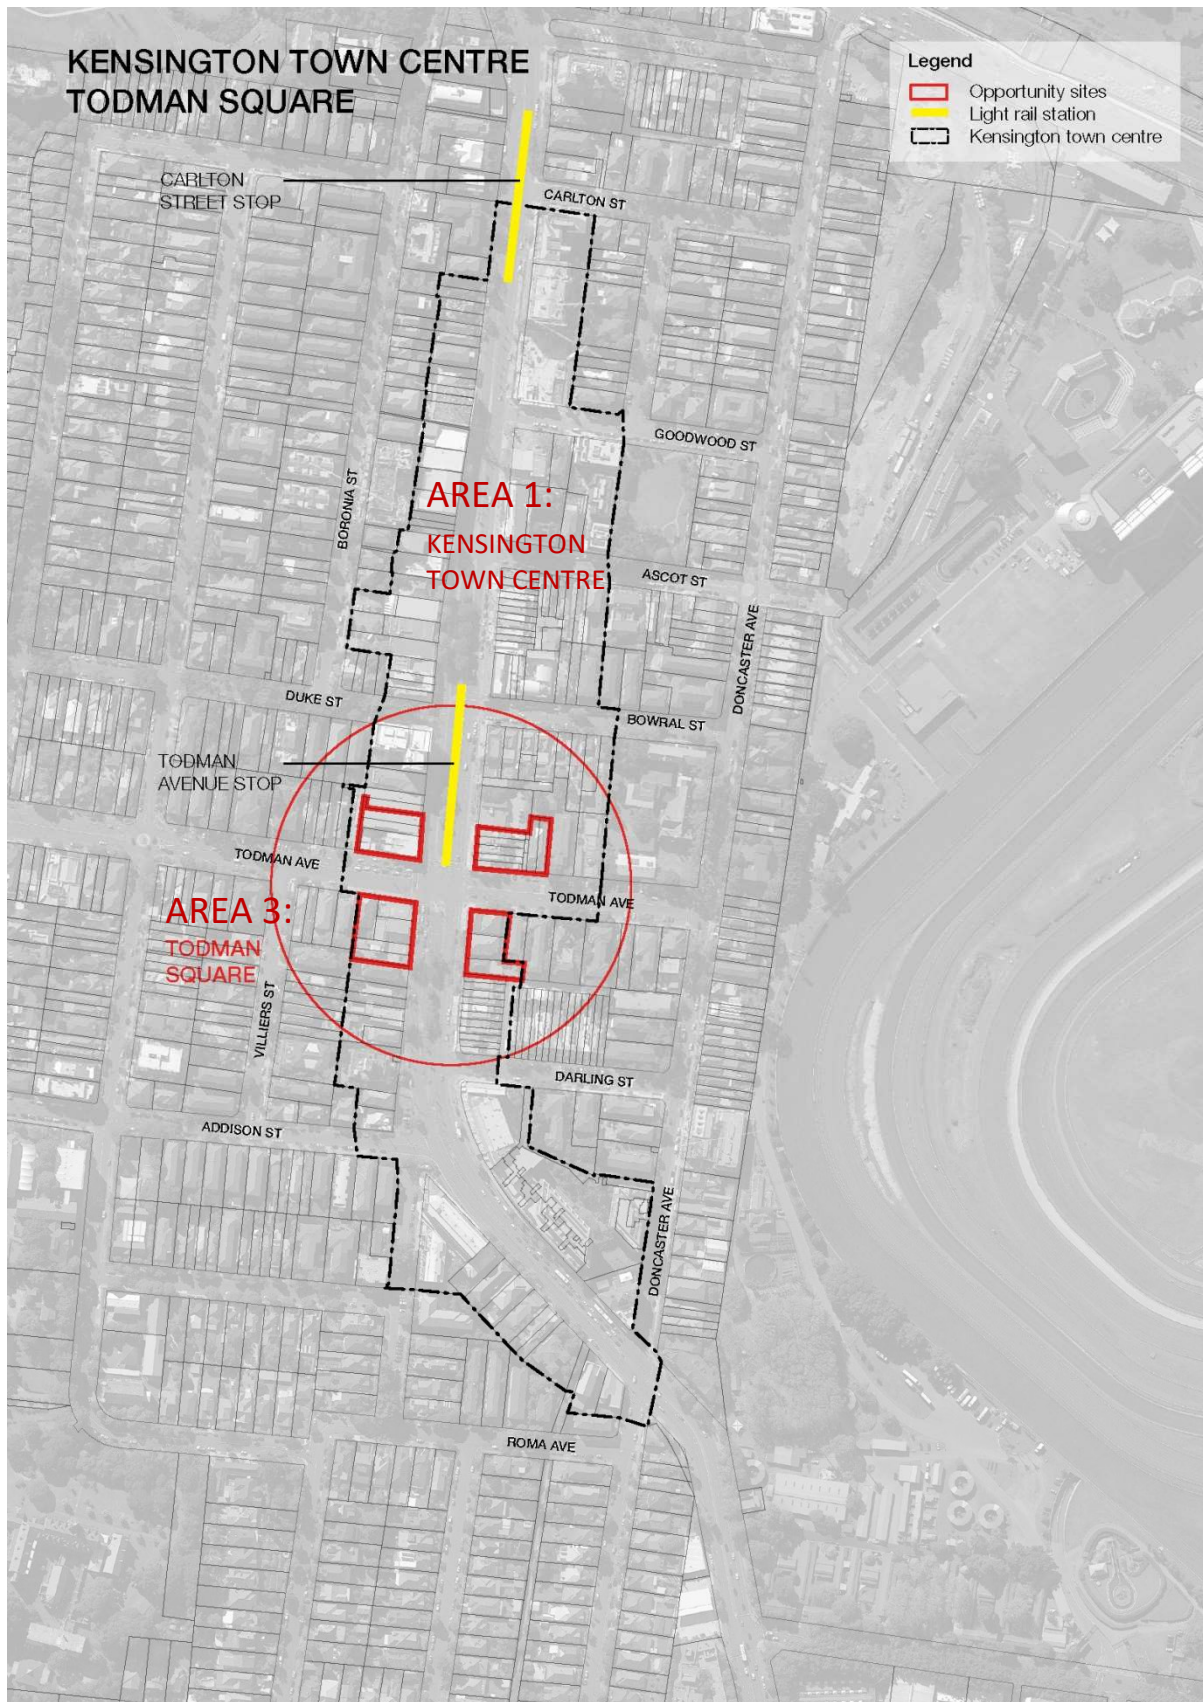 KENSINGTON TOWN CENTRE
TODMAN SQUARE
Legend
Opportunity sites
Light rail station
Kensington town centre
CARLTON
STREET STOP
CARLTON ST
GOODWOOD ST
BORONIA ST
AREA 1:
KENSINGTON
TOWN CENTRE
ASCOT ST
DONCASTER AVE
DUKE ST
BOWRAL ST
TODMAN
AVENUE STOP
TODMAN AVE
TODMAN AVE
AREA 3:
TODMAN
SQUARE
VILLIERS ST
DARLING ST
ADDISON ST
DONCASTER AVE
ROMA AVE